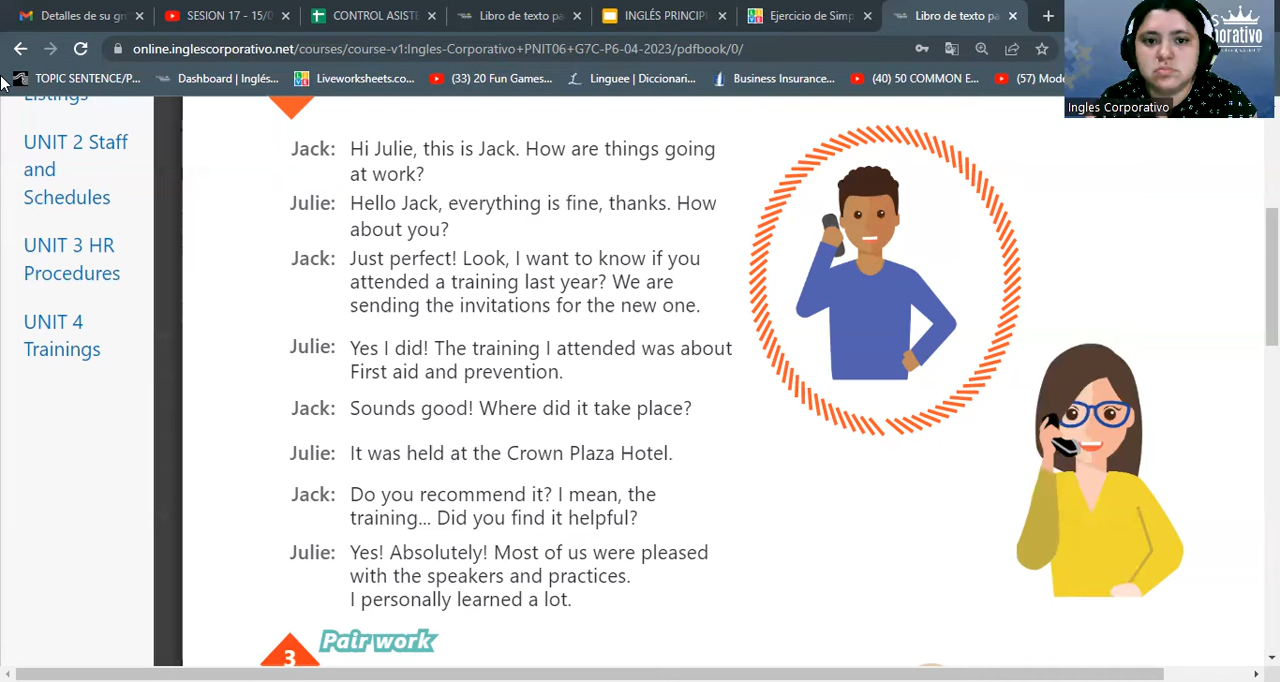 Detalles de su gr
SESION 17 - 15/0
CONTROL ASIST
Libro de texto pa
INGLÉS PRINCIPI
Ejercicio de Simp
Libro de texto pa
online.inglescorporativo.net/courses/course-v1:Ingles-Corporativo+PNIT06+G7C-P6-04-2023/pdfbook/0/
TOPIC SENTENCE/P...
Dashboard | Inglés...
Liveworksheets.co...
(33) 20 Fun Games...
Linguee | Diccionari...
Business Insurance...
(40) 50 COMMON E...
(57) Mode
Ingles Corporativo
Listings
UNIT 2 Staff
and
Schedules
UNIT 3 HR
Procedures
UNIT 4
Trainings
Jack: Hi Julie, this is Jack. How are things going
at work?
Julie: Hello Jack, everything is fine, thanks. How
about you?
Jack: Just perfect! Look, I want to know if you
attended a training last year? We are
sending the invitations for the new one.
Julie: Yes I did! The training I attended was about
First aid and prevention.
Jack: Sounds good! Where did it take place?
Julie: It was held at the Crown Plaza Hotel.
Jack: Do you recommend it? I mean, the
training... Did you find it helpful?
Julie: Yes! Absolutely! Most of us were pleased
with the speakers and practices.
I personally learned a lot.
3 Pair work